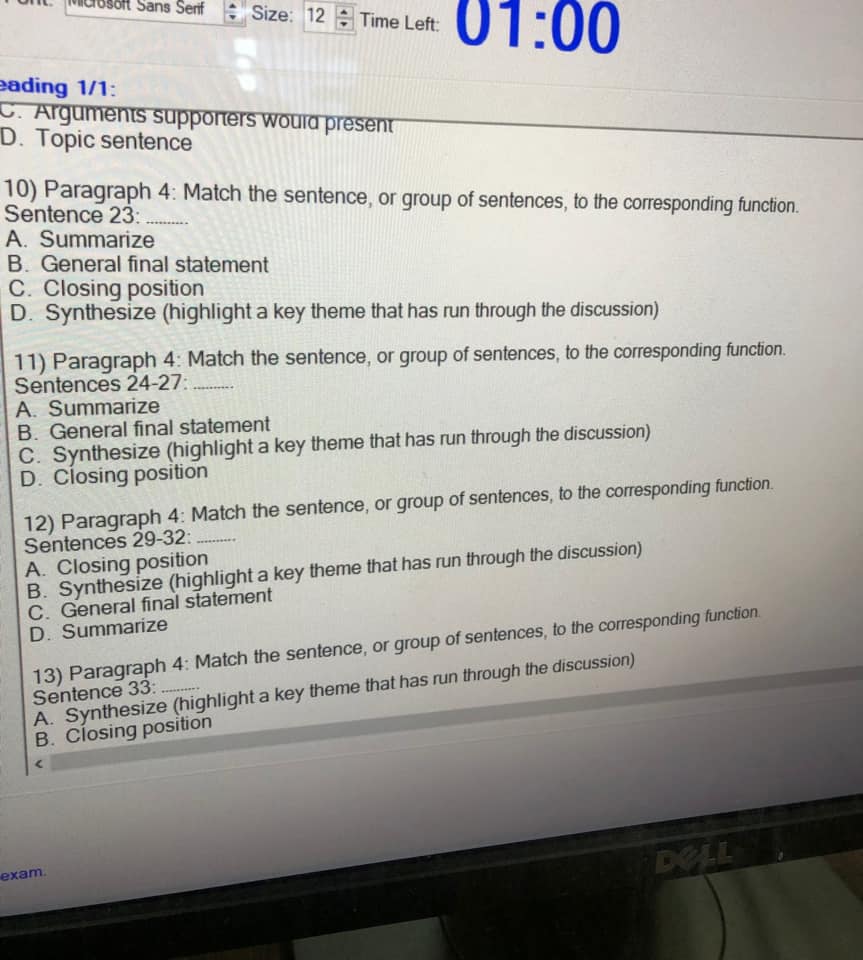 Microsoft Sans Serif Size: 12 Time Left: 01:00
eading 1/1:
C. Arguments supporters would present
D. Topic sentence
10) Paragraph 4: Match the sentence, or group of sentences, to the corresponding function.
Sentence 23: ..........
A. Summarize
B. General final statement
C. Closing position
D. Synthesize (highlight a key theme that has run through the discussion)
11) Paragraph 4: Match the sentence, or group of sentences, to the corresponding function.
Sentences 24-27: ..........
A. Summarize
B. General final statement
C. Synthesize (highlight a key theme that has run through the discussion)
D. Closing position
12) Paragraph 4: Match the sentence, or group of sentences, to the corresponding function.
Sentences 29-32: ..........
A. Closing position
B. Synthesize (highlight a key theme that has run through the discussion)
C. General final statement
D. Summarize
13) Paragraph 4: Match the sentence, or group of sentences, to the corresponding function.
Sentence 33: ..........
A. Synthesize (highlight a key theme that has run through the discussion)
B. Closing position
exam.
DELL